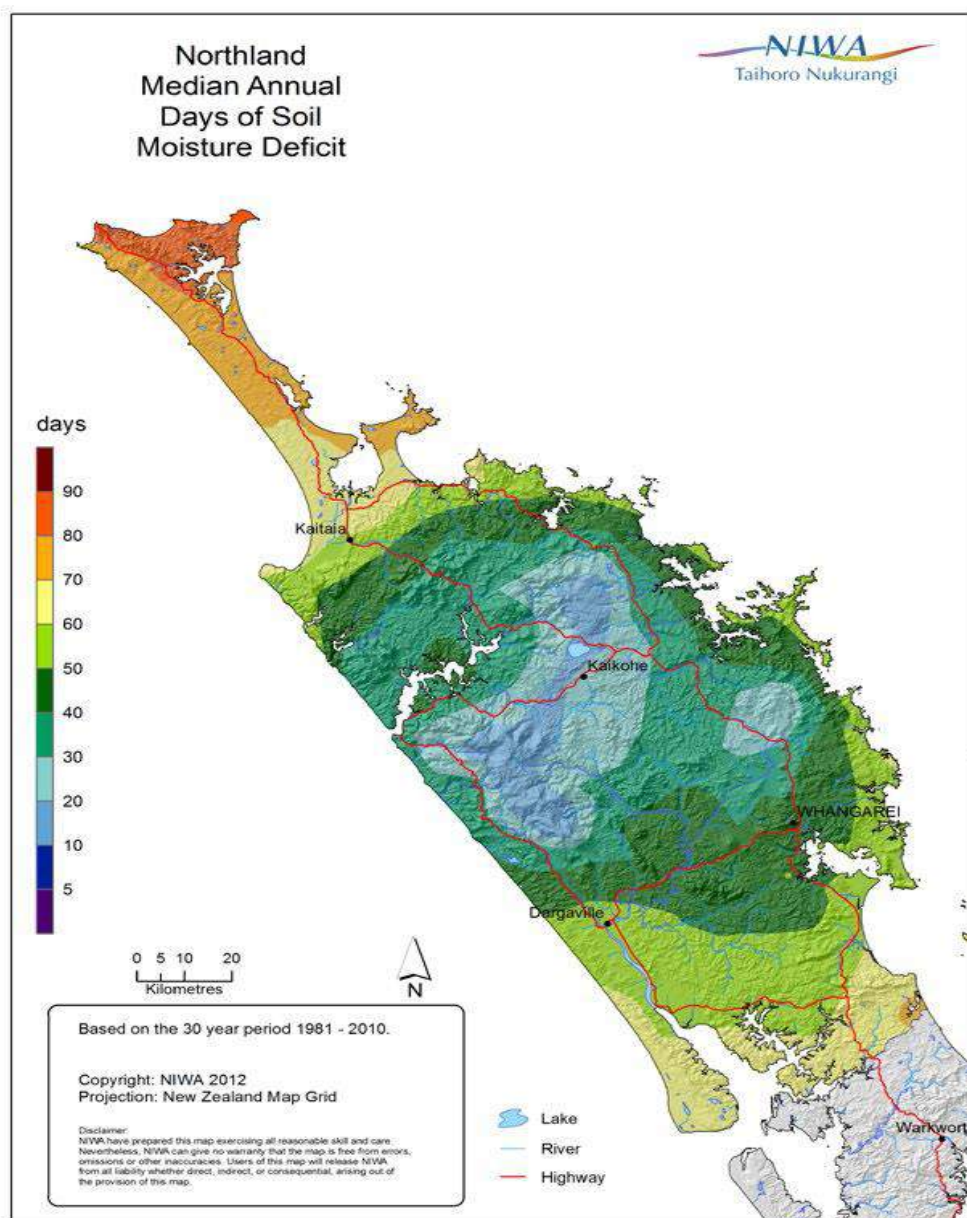 Northland
Median Annual
Days of Soil
Moisture Deficit
NIWA
Taihoro Nukurangi
days
90
80
70
60
50
40
30
20
10
5
Kaitaia
Kaikohe
WHANGAREI
Dargaville
Warkwort
0 5 10 20
Kilometres
N
Based on the 30 year period 1981 - 2010.
Copyright: NIWA 2012
Projection: New Zealand Map Grid
Disclaimer:
NIWA have prepared this map exercising all reasonable skill and care.
Nevertheless, NIWA can give no warranty that the map is free from errors,
omissions or other inaccuracies. Users of this map will release NIWA
from all liability whether direct, indirect, or consequential, arising out of
the provision of this map.
Lake
River
Highway